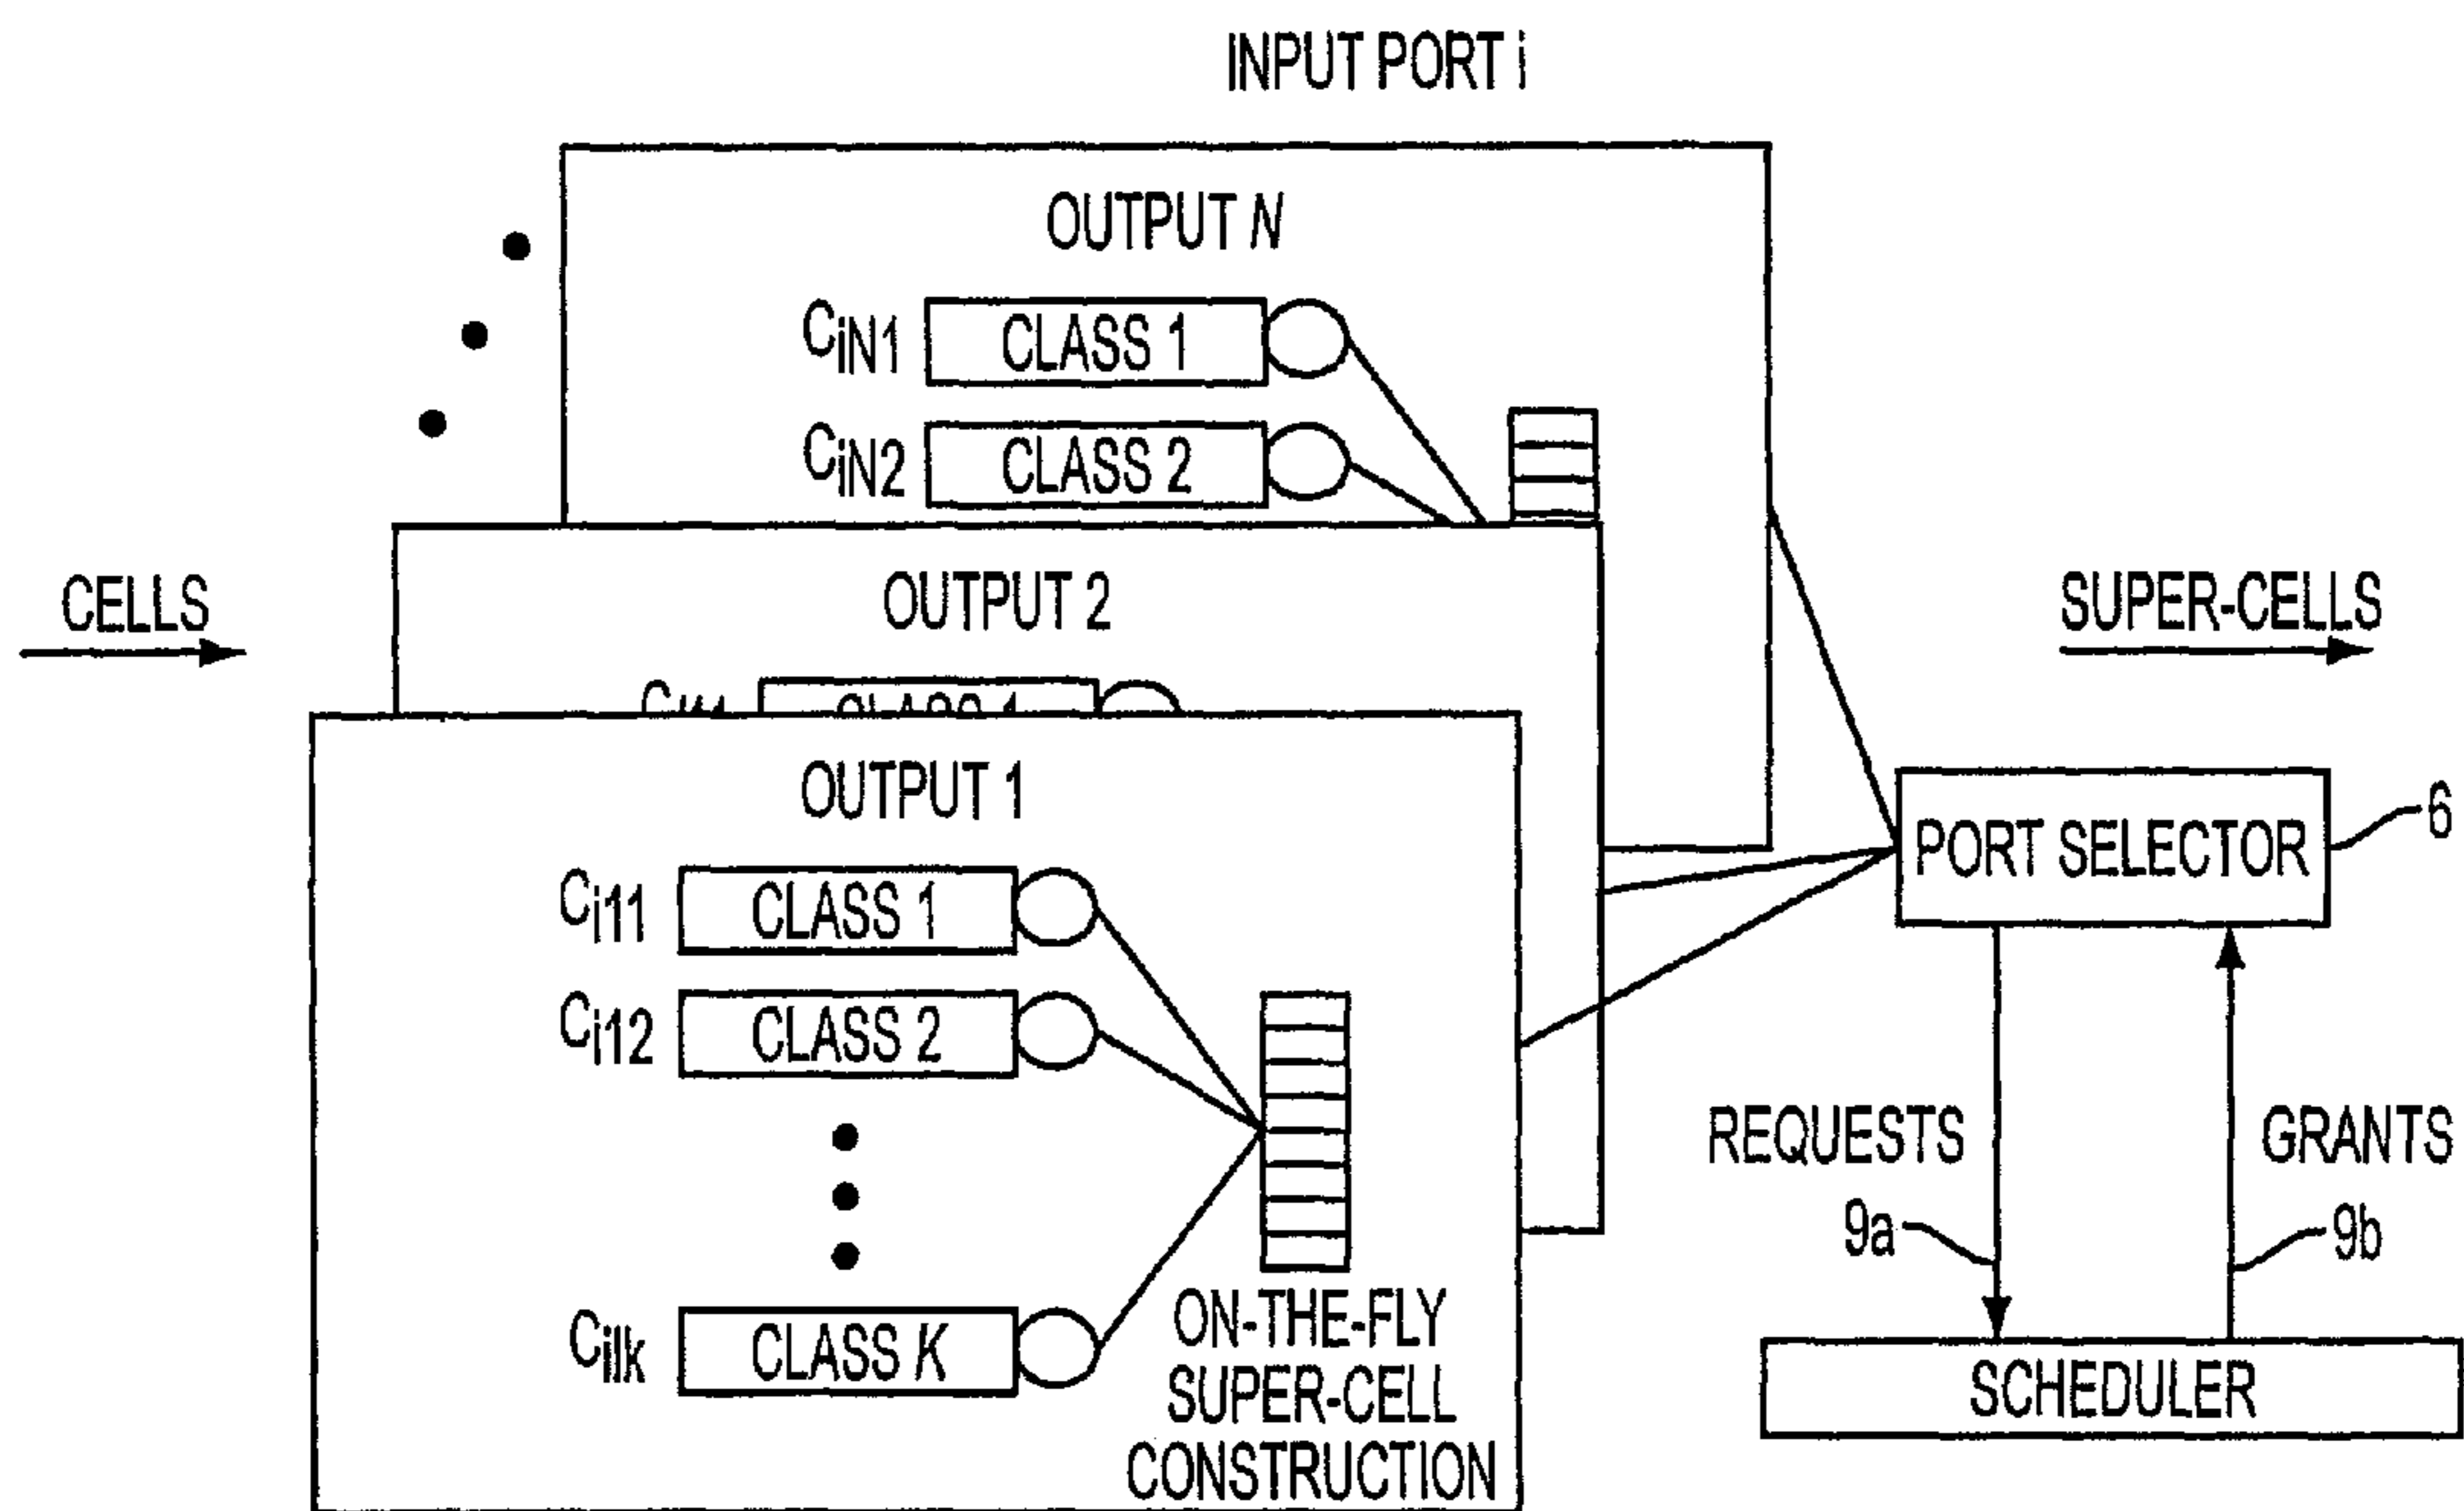 INPUT PORT i
OUTPUT N
CiN1 CLASS 1
CiN2 CLASS 2
CELLS
OUTPUT 2
SUPER-CELLS
OUTPUT 1
PORT SELECTOR 6
Ci11 CLASS 1
Ci12 CLASS 2
REQUESTS
GRANTS
9a
9b
Cilk CLASS K
ON-THE-FLY
SUPER-CELL
CONSTRUCTION
SCHEDULER